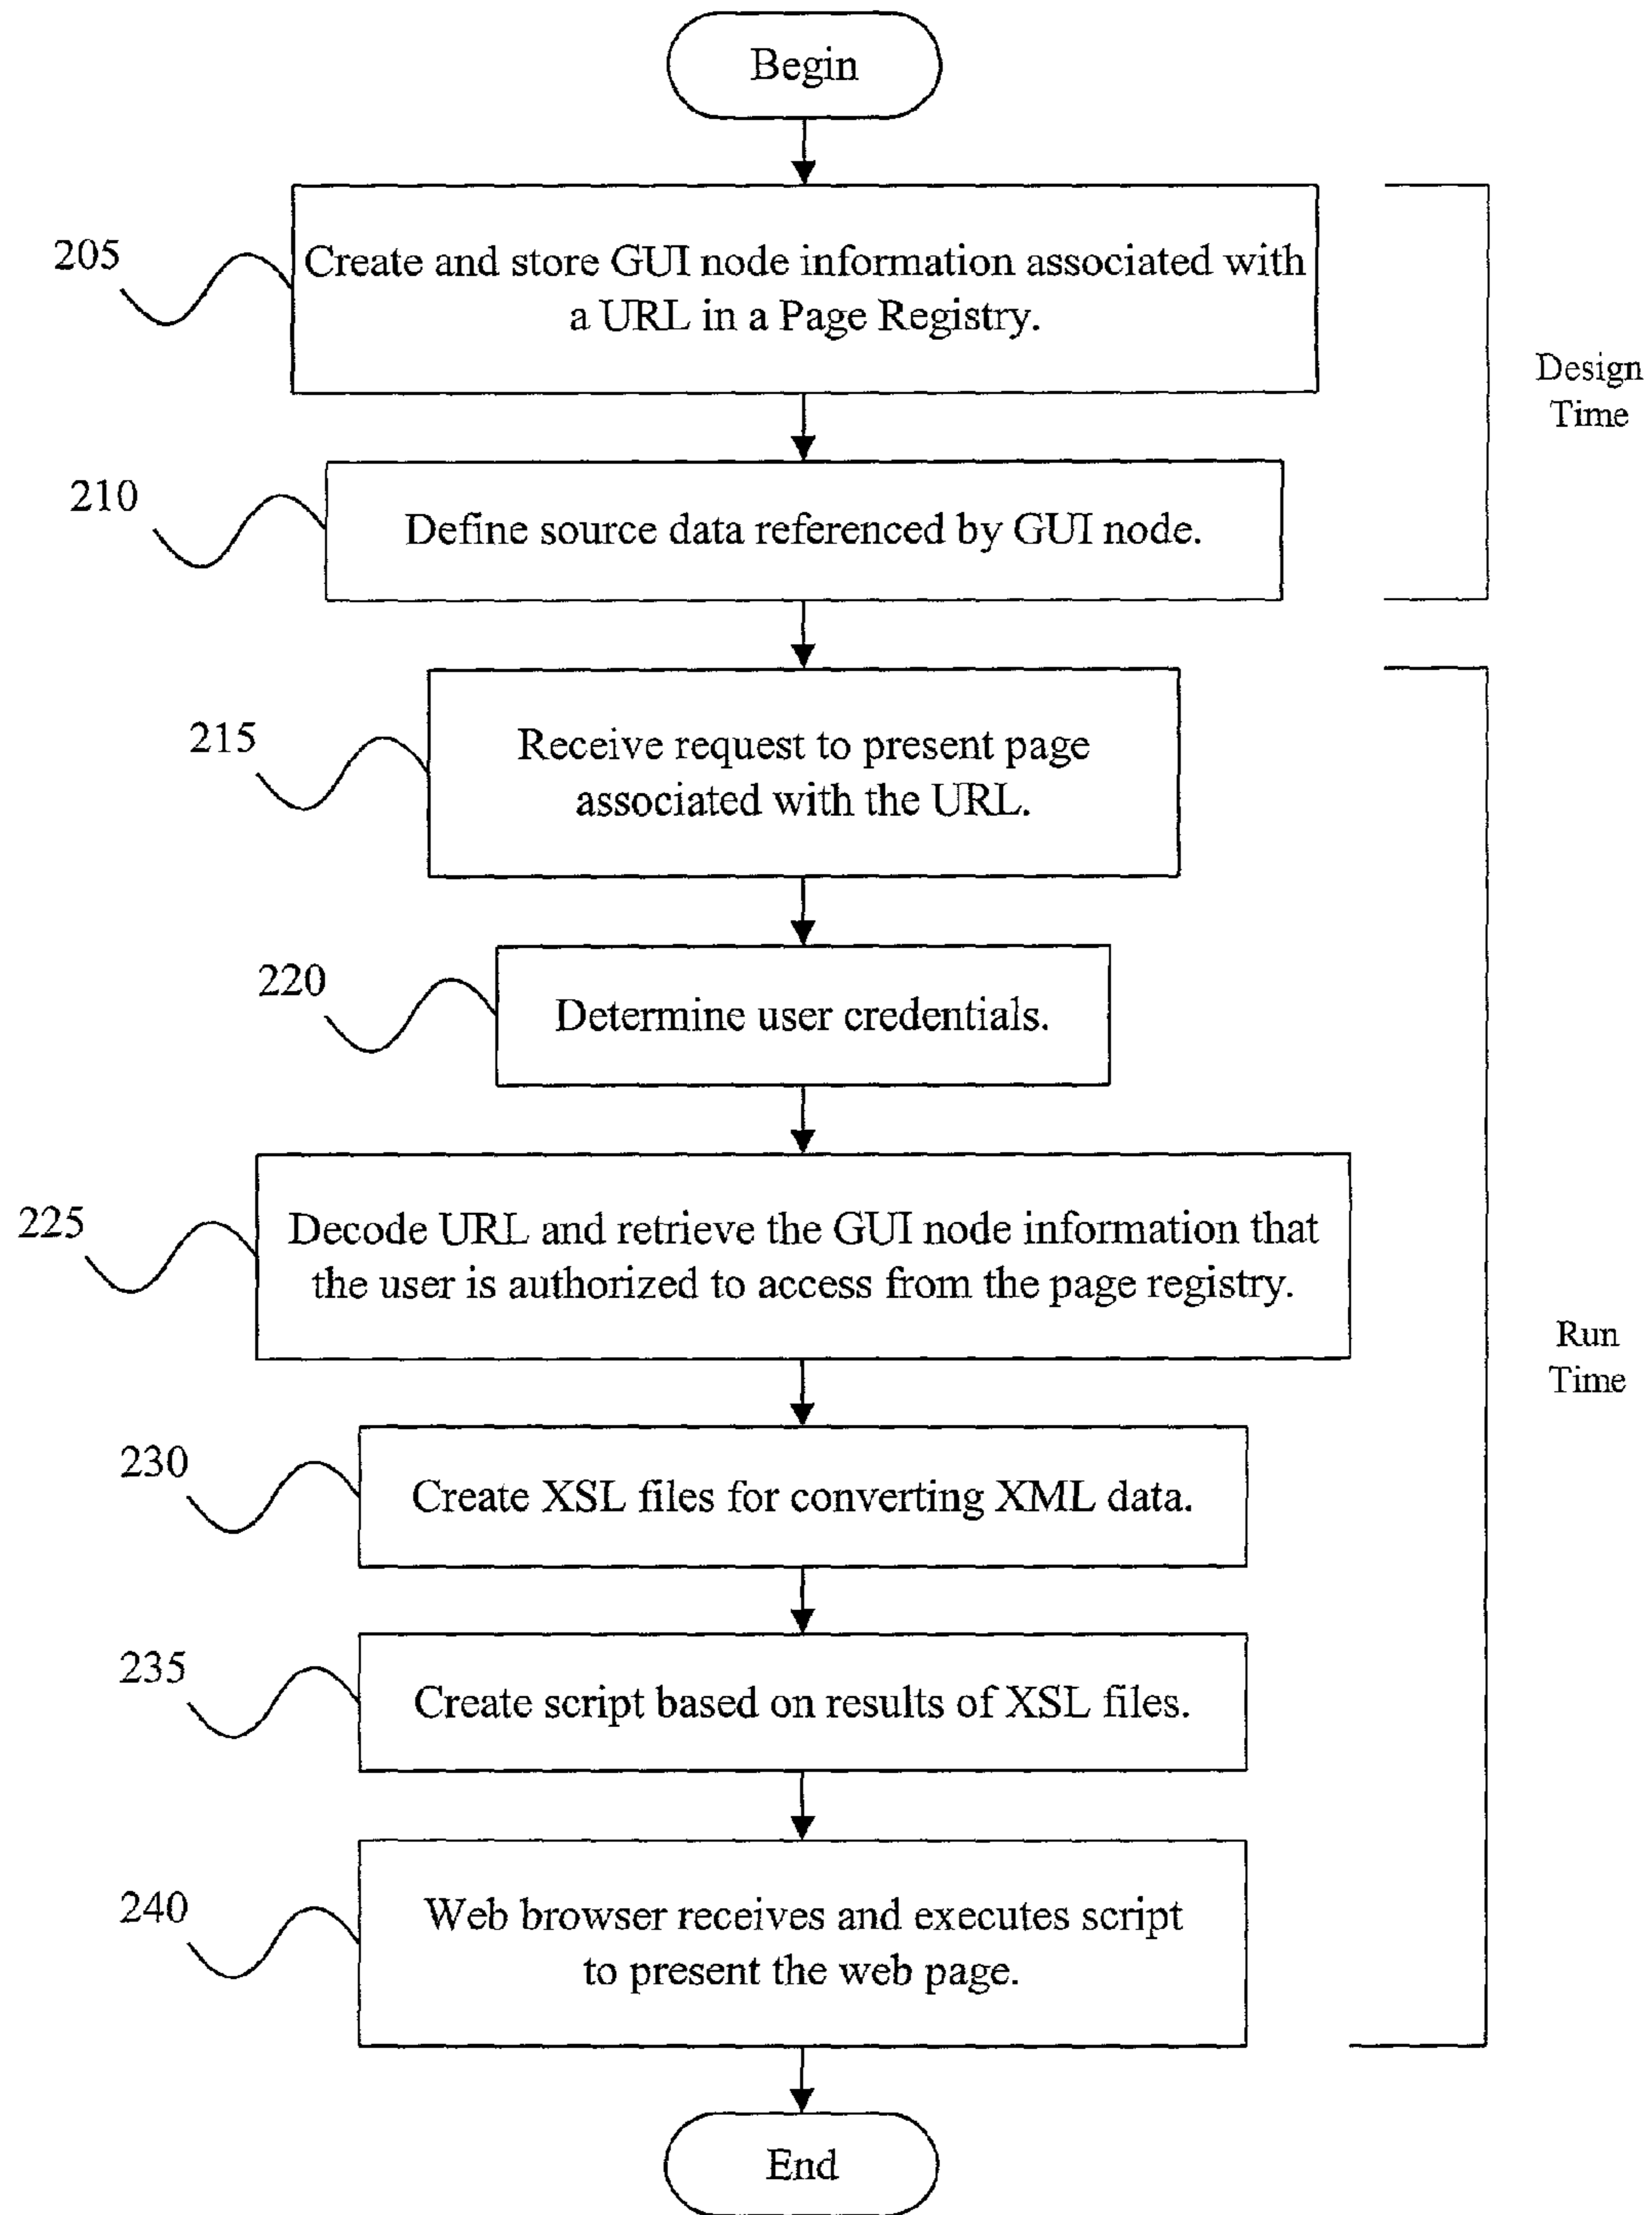 Begin
205
Create and store GUI node information associated with
a URL in a Page Registry.
Design
Time
210
Define source data referenced by GUI node.
215
Receive request to present page
associated with the URL.
220
Determine user credentials.
225
Decode URL and retrieve the GUI node information that
the user is authorized to access from the page registry.
Run
Time
230
Create XSL files for converting XML data.
235
Create script based on results of XSL files.
240
Web browser receives and executes script
to present the web page.
End